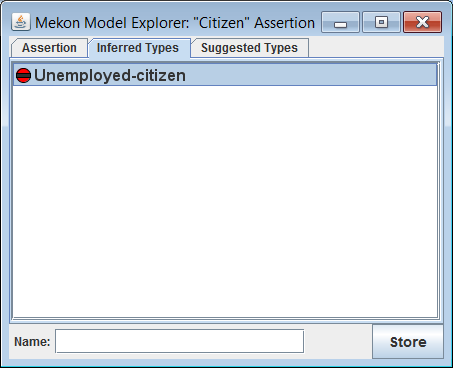 Mekon Model Explorer: "Citizen" Assertion
Assertion Inferred Types Suggested Types
Unemployed-citizen
Name: Store